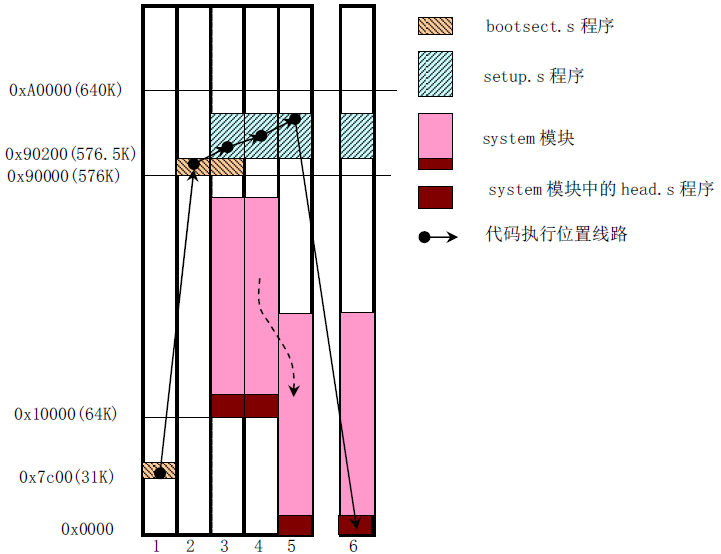 bootsect.s 程序
setup.s 程序
system 模块
system 模块中的 head.s 程序
代码执行位置线路
0xA0000(640K)
0x90200(576.5K)
0x90000(576K)
0x10000(64K)
0x7c00(31K)
0x0000
1 2 3 4 5 6